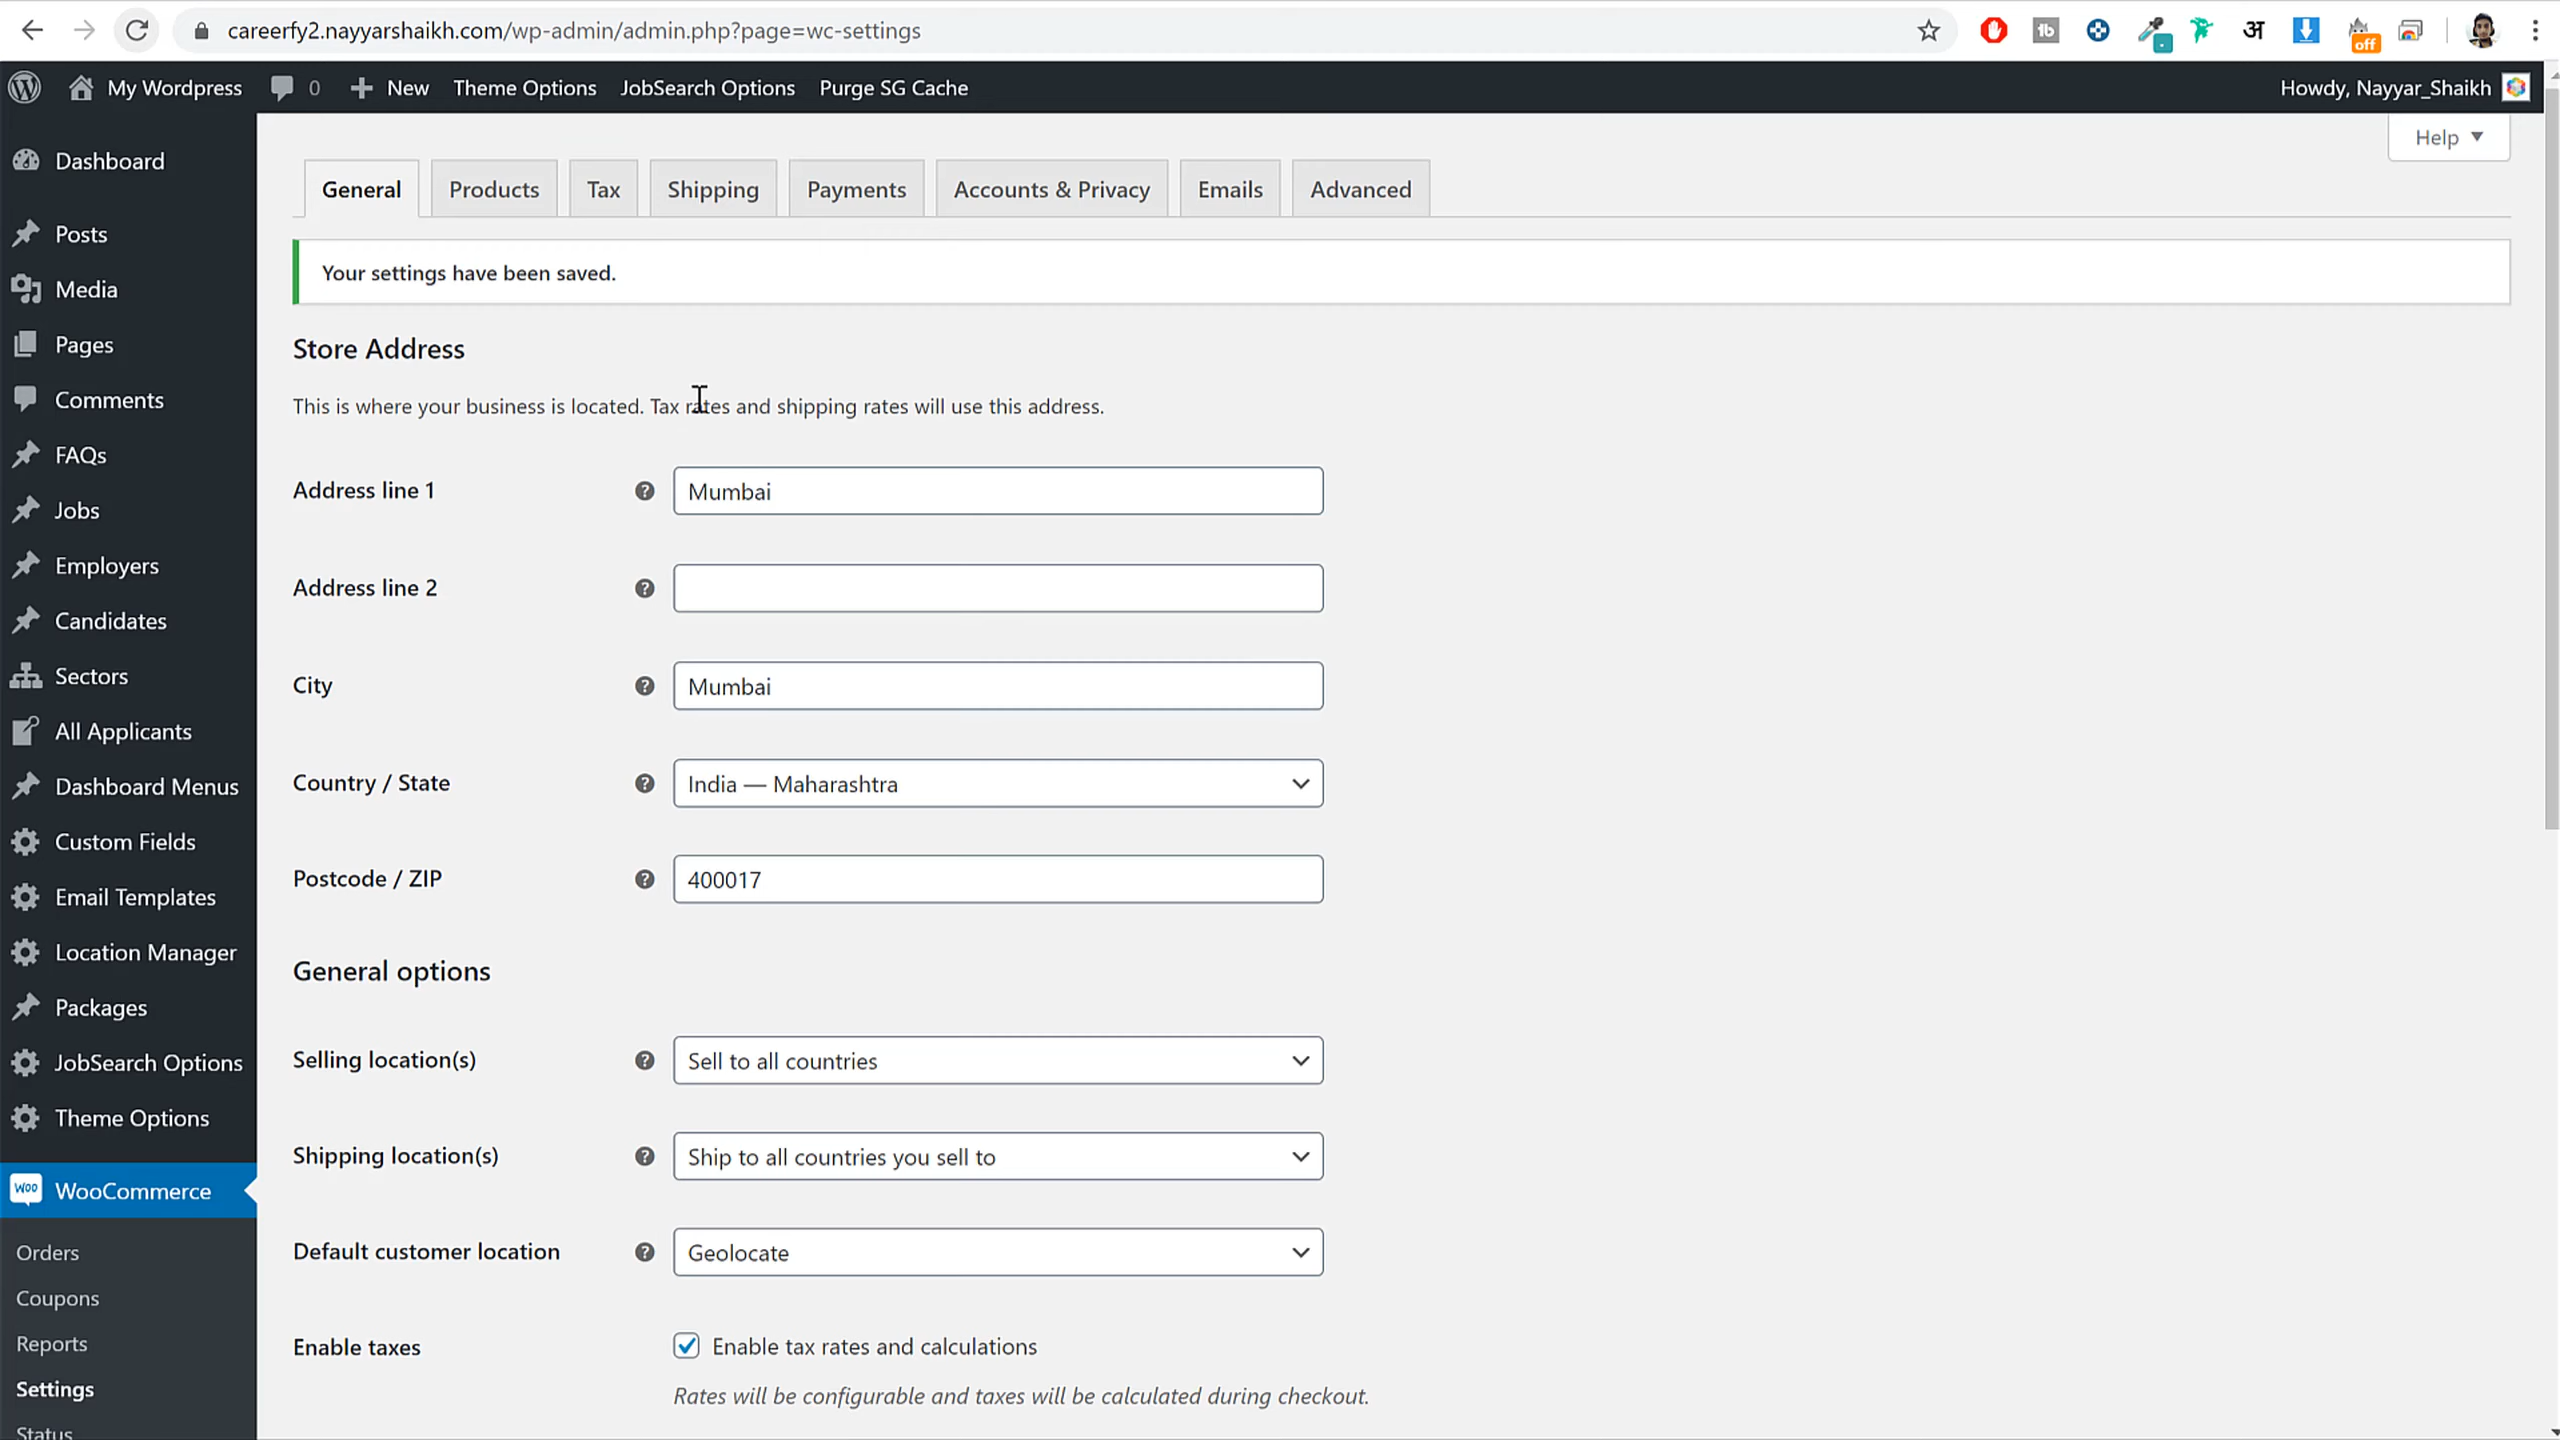 careerfy2.nayyarshaikh.com/wp-admin/admin.php?page=wc-settings
tb
अ
off
My Wordpress 0 New Theme Options JobSearch Options Purge SG Cache Howdy, Nayyar_Shaikh
Help
General Products Tax Shipping Payments Accounts & Privacy Emails Advanced
Your settings have been saved.
Dashboard
Posts
Media
Pages
Comments
FAQs
Jobs
Employers
Candidates
Sectors
All Applicants
Dashboard Menus
Custom Fields
Email Templates
Location Manager
Packages
JobSearch Options
Theme Options
Woo WooCommerce
Orders
Coupons
Reports
Settings
Status
Store Address
This is where your business is located. Tax rates and shipping rates will use this address.
Address line 1 Mumbai
Address line 2
City Mumbai
Country / State India — Maharashtra
Postcode / ZIP 400017
General options
Selling location(s) Sell to all countries
Shipping location(s) Ship to all countries you sell to
Default customer location Geolocate
Enable taxes Enable tax rates and calculations
Rates will be configurable and taxes will be calculated during checkout.